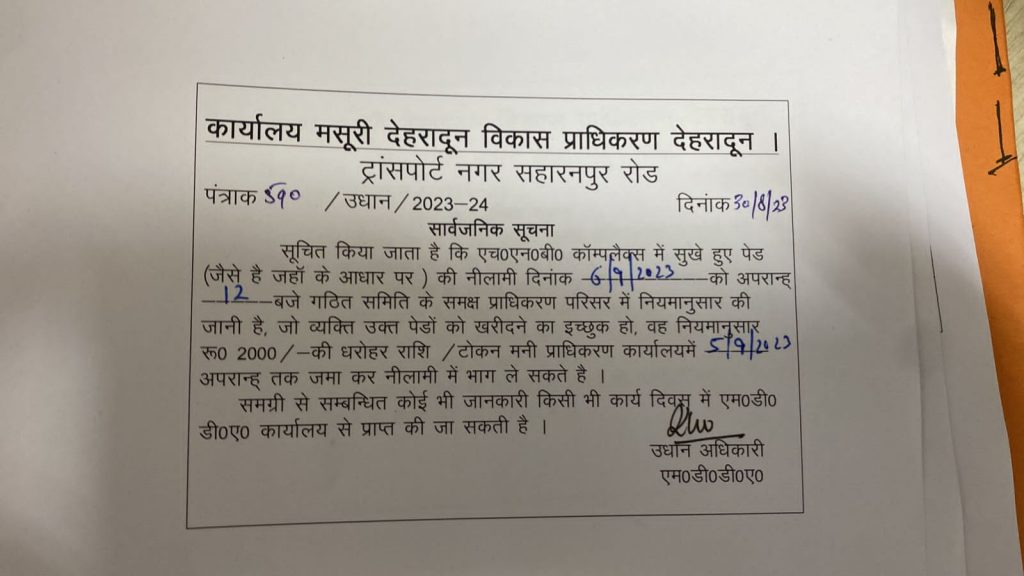 कार्यालय मसूरी देहरादून विकास प्राधिकरण देहरादून ।
ट्रांसपोर्ट नगर सहारनपुर रोड
पंत्राक 590 /उधान/2023-24 दिनांक 30/8/23
सार्वजनिक सूचना
सूचित किया जाता है कि एच0एन0बी0 कॉम्पलैक्स में सुखे हुए पेड
(जैसे है जहॉ के आधार पर ) की नीलामी दिनांक 6/9/2023 को अपरान्ह्
12 बजे गठित समिति के समक्ष प्राधिकरण परिसर में नियमानुसार की
जानी है, जो व्यक्ति उक्त पेडों को खरीदने का इच्छुक हो, वह नियमानुसार
रू0 2000/-की धरोहर राशि /टोकन मनी प्राधिकरण कार्यालयमें 5/9/2023
अपरान्ह् तक जमा कर नीलामी में भाग ले सकते है ।
समग्री से सम्बन्धित कोई भी जानकारी किसी भी कार्य दिवस में एम0डी0
डी0ए0 कार्यालय से प्राप्त की जा सकती है ।
उधान अधिकारी
एम0डी0डी0ए0